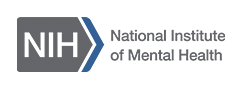 NIH
National Institute
of Mental Health